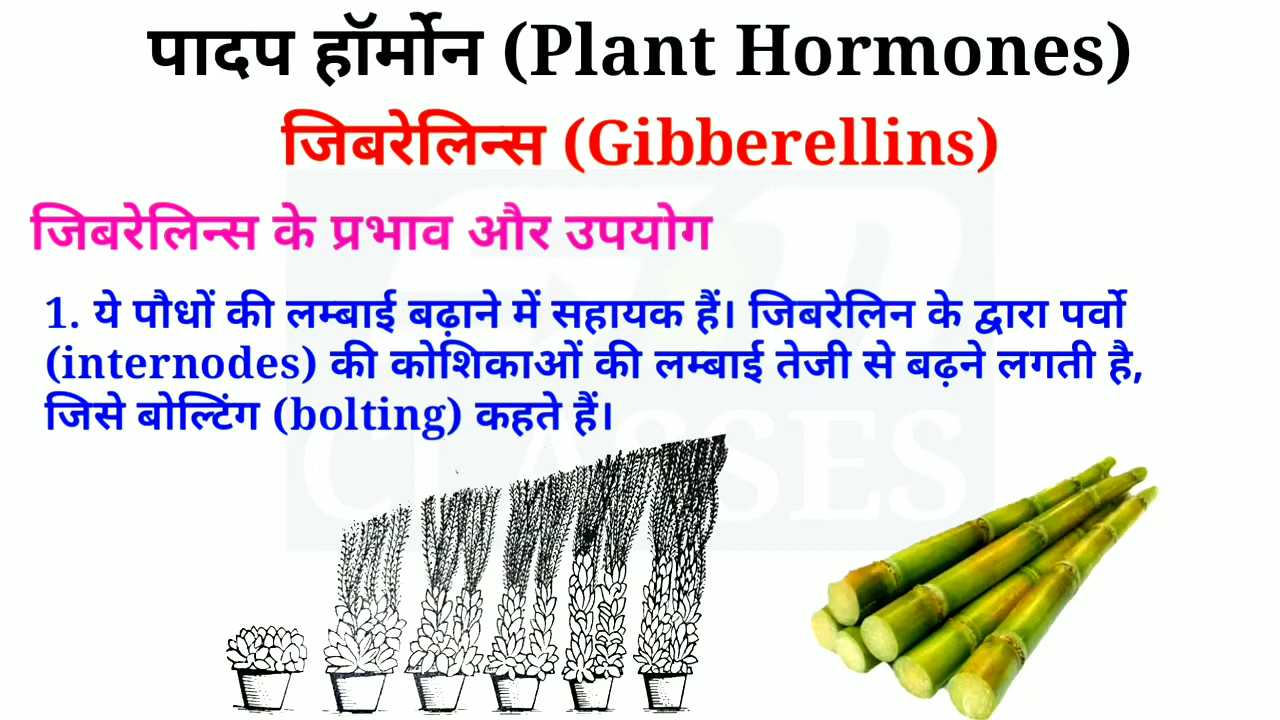 पादप हॉर्मोन (Plant Hormones)
जिबरेलिन्स (Gibberellins)
जिबरेलिन्स के प्रभाव और उपयोग
1. ये पौधों की लम्बाई बढ़ाने में सहायक हैं। जिबरेलिन के द्वारा पर्वो
(internodes) की कोशिकाओं की लम्बाई तेजी से बढ़ने लगती है,
जिसे बोल्टिंग (bolting) कहते हैं।
CLASSES